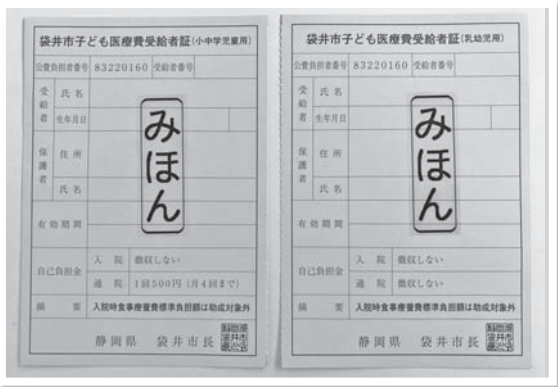 袋井市子ども医療費受給者証(小中学児童用)
公費負担者番号 83220160 受給者番号
受給者 氏名
生年月日
保護者 住所
氏名
有効期間
自己負担金 入院 徴収しない
通院 1回500円(月4回まで)
摘要 入院時食事療養費標準負担額は助成対象外
静岡県 袋井市長
みほん
袋井市子ども医療費受給者証(乳幼児用)
公費負担者番号 83220160 受給者番号
受給者 氏名
生年月日
保護者 住所
氏名
有効期間
自己負担金 入院 徴収しない
通院 徴収しない
摘要 入院時食事療養費標準負担額は助成対象外
静岡県 袋井市長
みほん